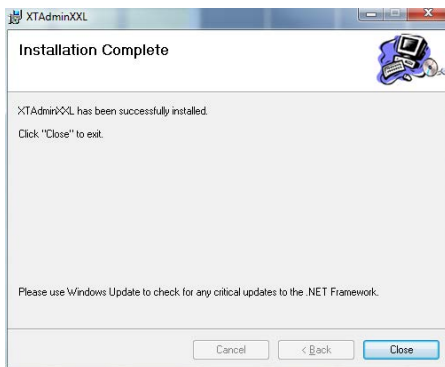 XTAdminXXL
Installation Complete
XTAdminXXL has been successfully installed.
Click "Close" to exit.
Please use Windows Update to check for any critical updates to the .NET Framework.
Cancel
< Back
Close